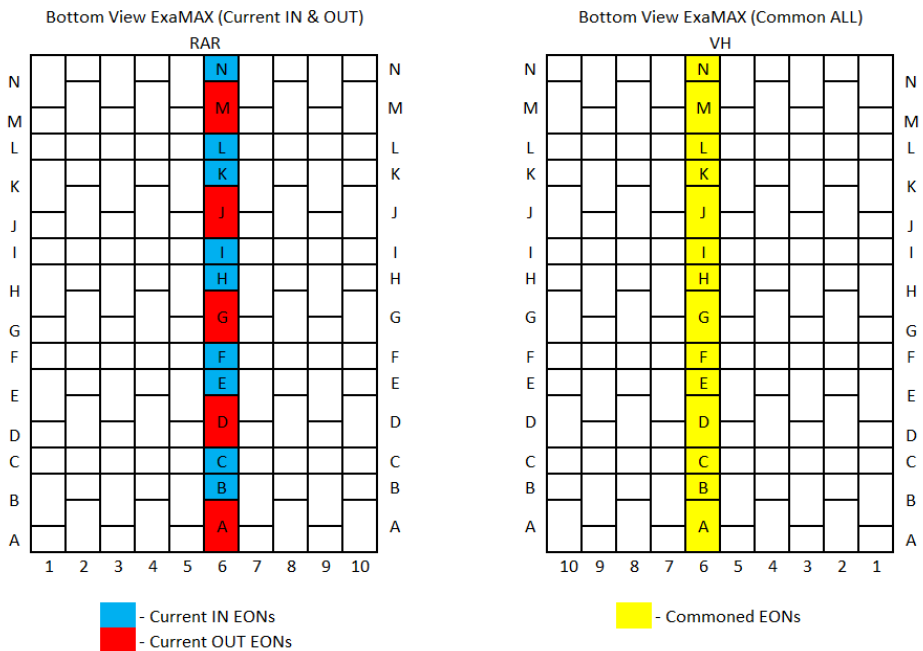 Bottom View ExaMAX (Current IN & OUT)
RAR
N
N
N
M
M
M
L
L
L
K
K
K
J
J
J
I
I
I
H
H
H
G
G
G
F
F
F
E
E
E
D
D
D
C
C
C
B
B
B
A
A
A
1 2 3 4 5 6 7 8 9 10
- Current IN EONs
- Current OUT EONs
Bottom View ExaMAX (Common ALL)
VH
N
N
N
M
M
M
L
L
L
K
K
K
J
J
J
I
I
I
H
H
H
G
G
G
F
F
F
E
E
E
D
D
D
C
C
C
B
B
B
A
A
A
10 9 8 7 6 5 4 3 2 1
- Commoned EONs